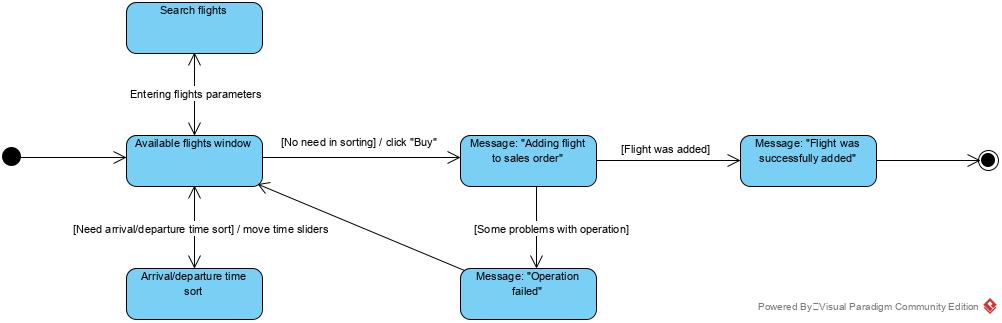 Search flights
Entering flights parameters
Available flights window
[No need in sorting] / click "Buy"
Message: "Adding flight
to sales order"
[Flight was added]
Message: "Flight was
successfully added"
[Need arrival/departure time sort] / move time sliders
[Some problems with operation]
Arrival/departure time
sort
Message: "Operation
failed"
Powered By Visual Paradigm Community Edition